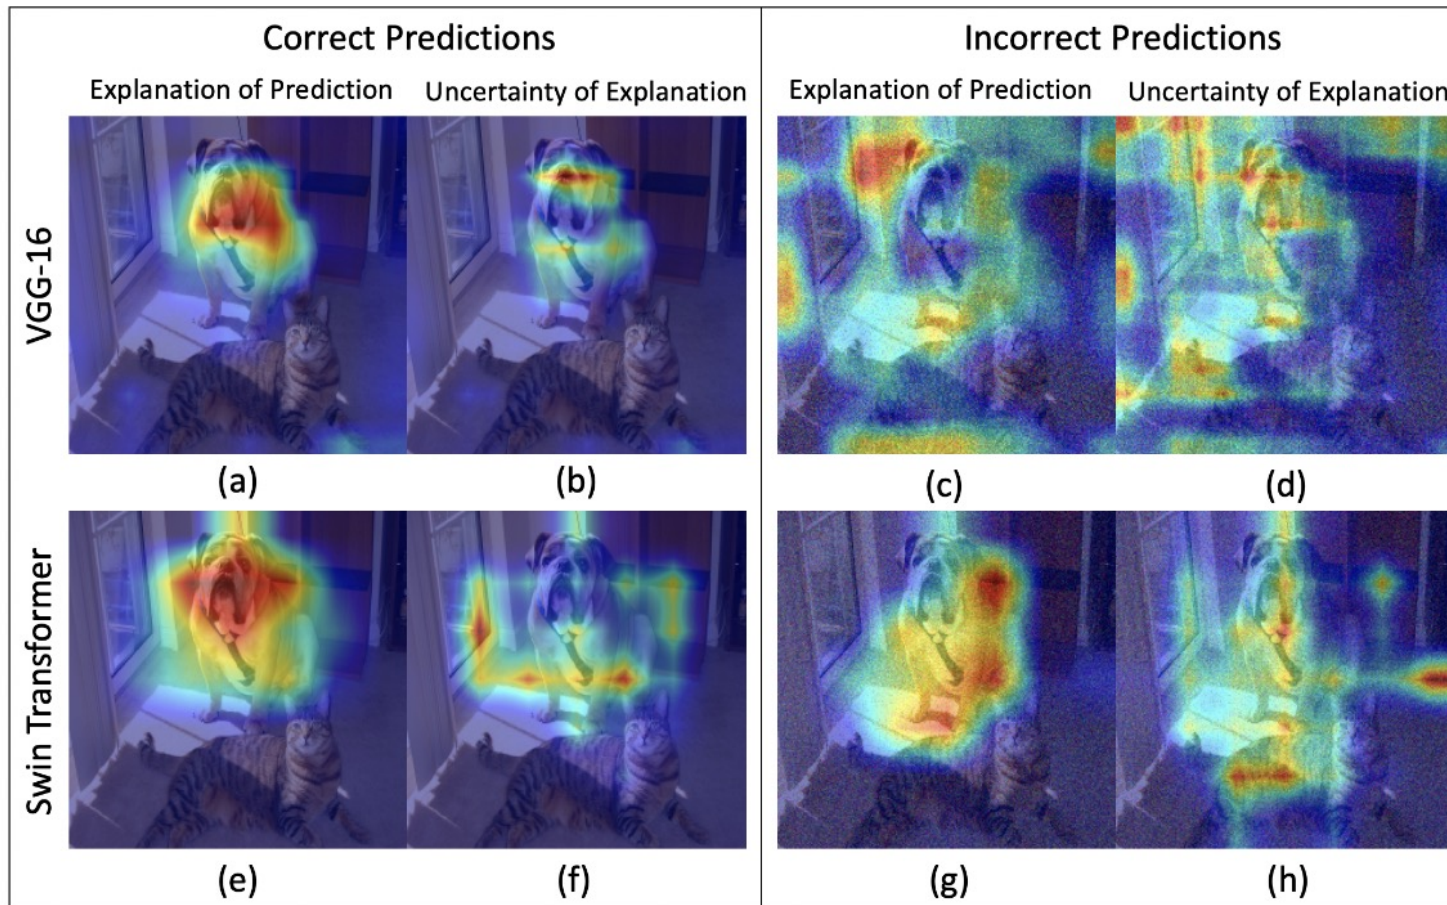 Correct Predictions
Incorrect Predictions
Explanation of Prediction
Uncertainty of Explanation
Explanation of Prediction
Uncertainty of Explanation
VGG-16
(a)
(b)
(c)
(d)
Swin Transformer
(e)
(f)
(g)
(h)